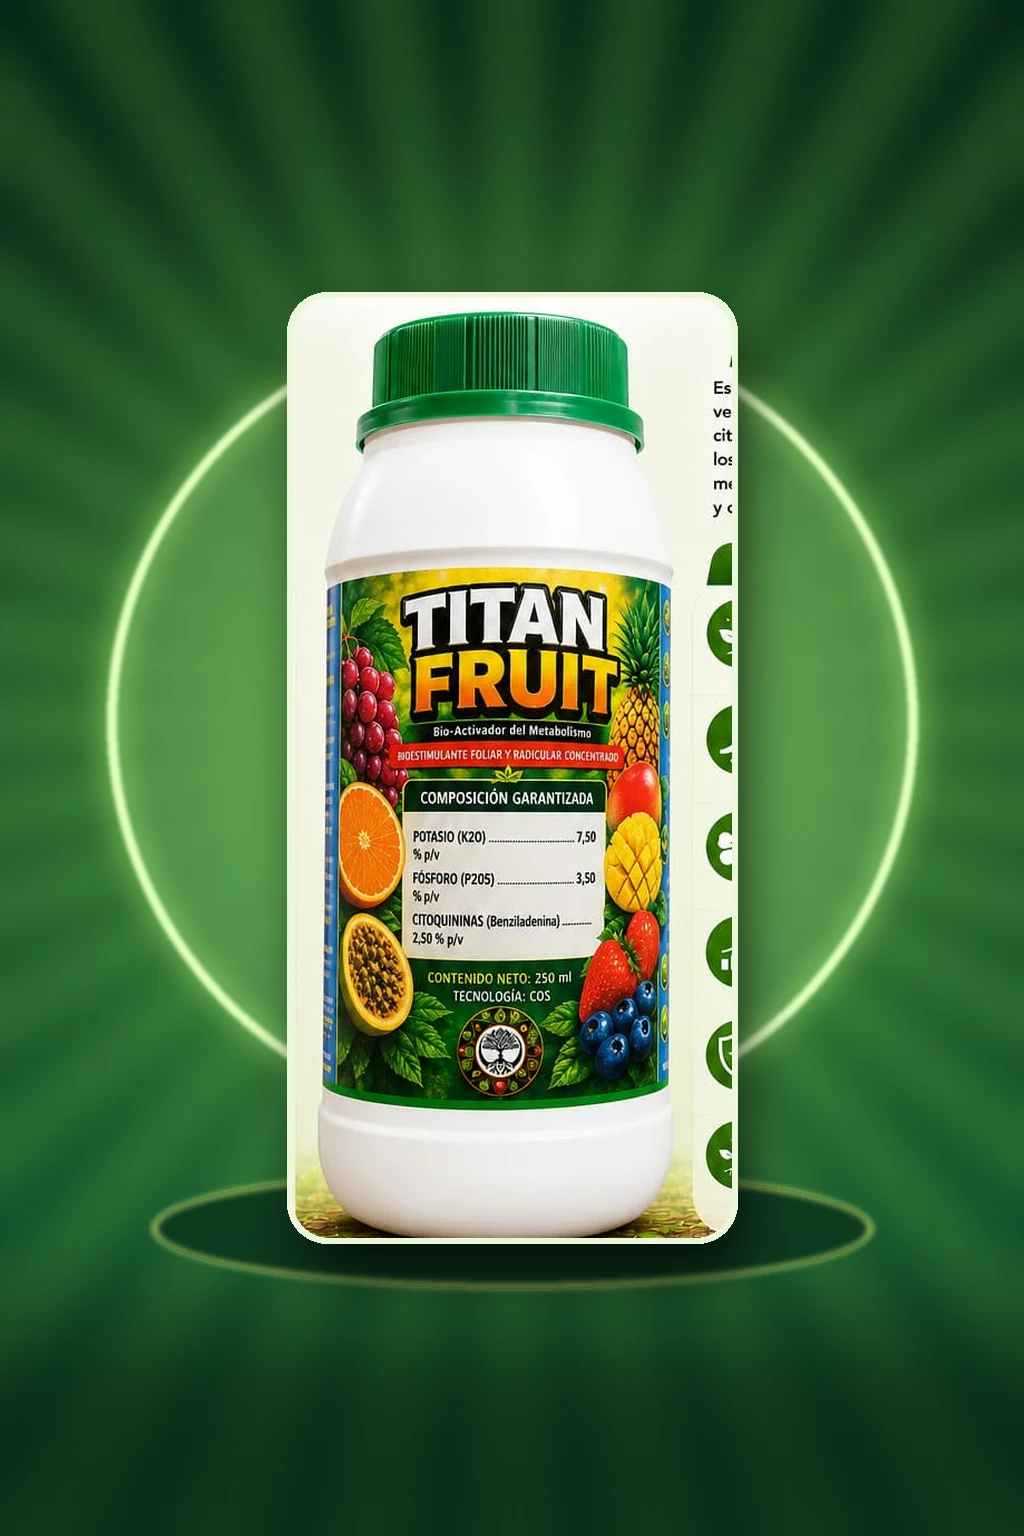 TITAN
FRUIT
Bio-Activador del Metabolismo
BIOESTIMULANTE FOLIAR Y RADICULAR CONCENTRADO
COMPOSICIÓN GARANTIZADA
POTASIO (K2O) ................................ 7,50
% p/v
FÓSFORO (P2O5) ............................. 3,50
% p/v
CITOQUININAS (Benziladenina) ...........
2,50 % p/v
CONTENIDO NETO: 250 ml
TECNOLOGÍA: COS
Es
ve
cit
los
me
y